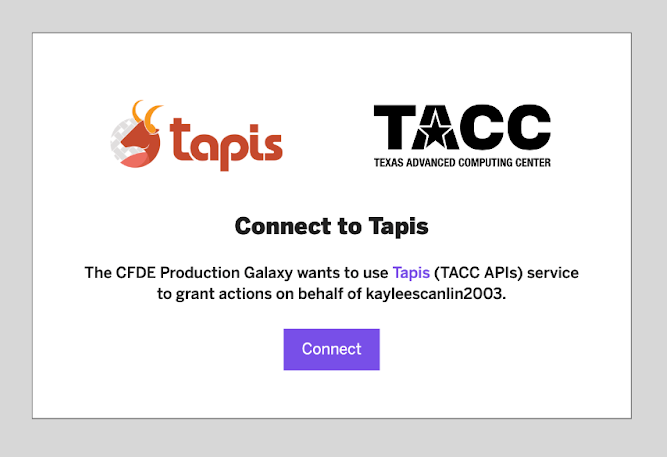 tapis
TACC
TEXAS ADVANCED COMPUTING CENTER
Connect to Tapis
The CFDE Production Galaxy wants to use Tapis (TACC APIs) service
to grant actions on behalf of kayleescanlin2003.
Connect